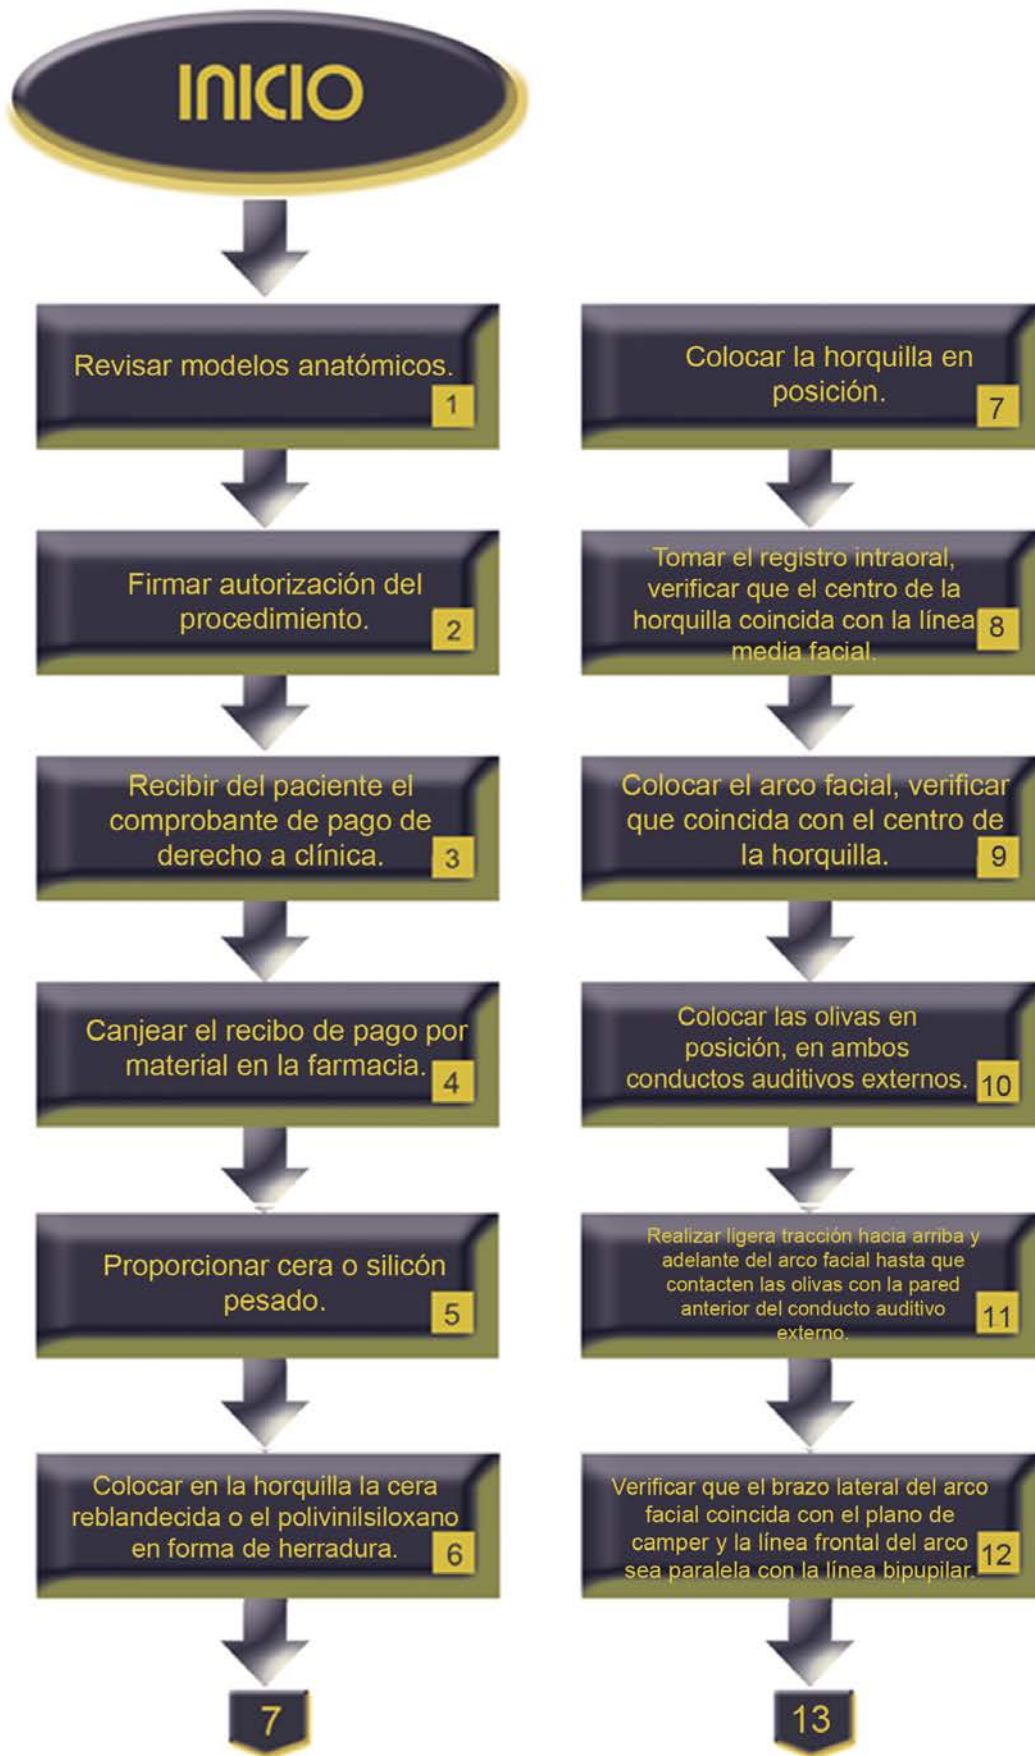 INICIO
Revisar modelos anatómicos.
1
Firmar autorización del
procedimiento.
2
Recibir del paciente el
comprobante de pago de
derecho a clínica.
3
Canjear el recibo de pago por
material en la farmacia.
4
Proporcionar cera o silicón
pesado.
5
Colocar en la horquilla la cera
reblandecida o el polivinilsiloxano
en forma de herradura.
6
7
Colocar la horquilla en
posición.
7
Tomar el registro intraoral,
verificar que el centro de la
horquilla coincida con la línea
media facial.
8
Colocar el arco facial, verificar
que coincida con el centro de
la horquilla.
9
Colocar las olivas en
posición, en ambos
conductos auditivos externos.
10
Realizar ligera tracción hacia arriba y
adelante del arco facial hasta que
contacten las olivas con la pared
anterior del conducto auditivo
externo.
11
Verificar que el brazo lateral del arco
facial coincida con el plano de
camper y la línea frontal del arco
sea paralela con la línea bipupilar.
12
13